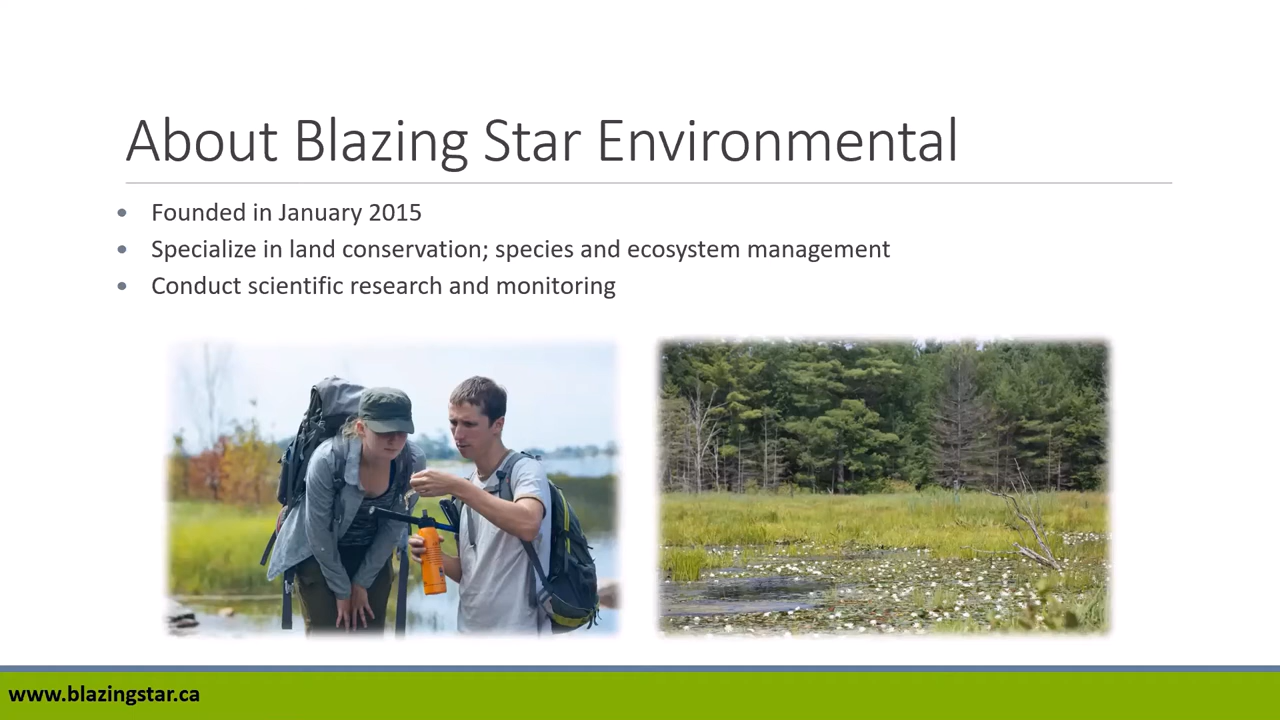 About Blazing Star Environmental
• Founded in January 2015
• Specialize in land conservation; species and ecosystem management
• Conduct scientific research and monitoring
www.blazingstar.ca